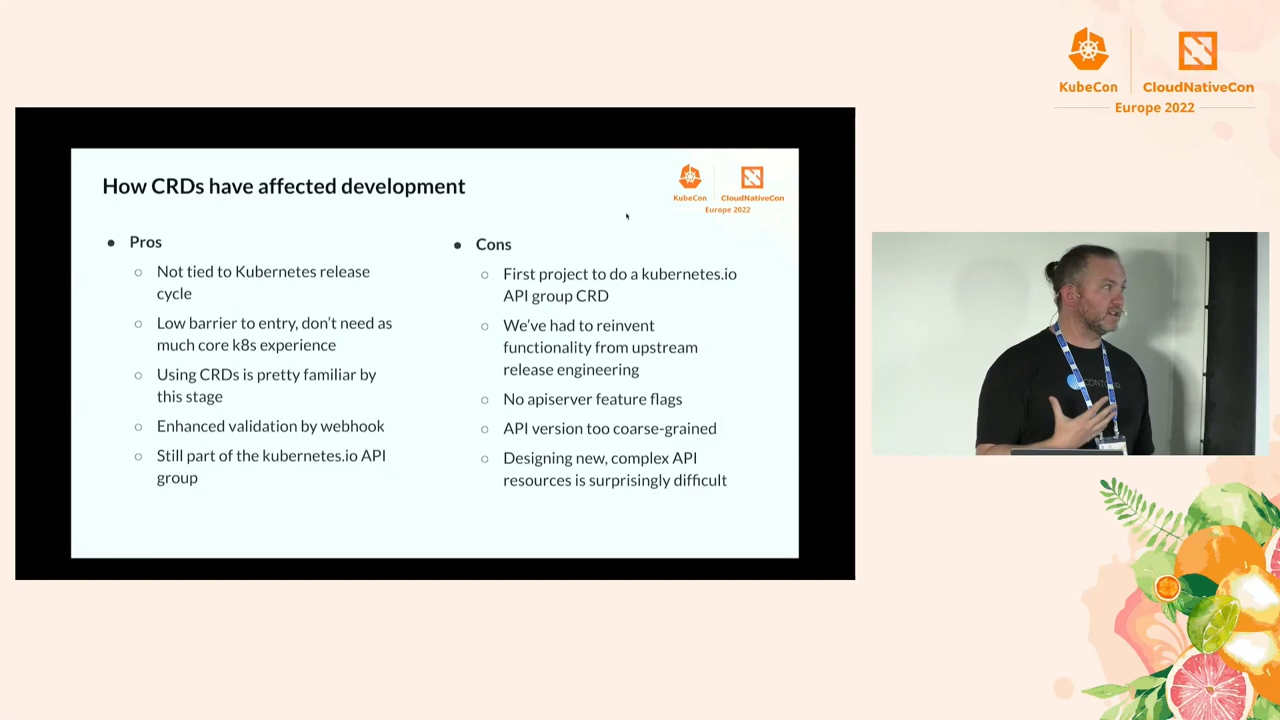 KubeCon
CloudNativeCon
Europe 2022
How CRDs have affected development
KubeCon
CloudNativeCon
Europe 2022
● Pros
○ Not tied to Kubernetes release
cycle
○ Low barrier to entry, don’t need as
much core k8s experience
○ Using CRDs is pretty familiar by
this stage
○ Enhanced validation by webhook
○ Still part of the kubernetes.io API
group
● Cons
○ First project to do a kubernetes.io
API group CRD
○ We’ve had to reinvent
functionality from upstream
release engineering
○ No apiserver feature flags
○ API version too coarse-grained
○ Designing new, complex API
resources is surprisingly difficult